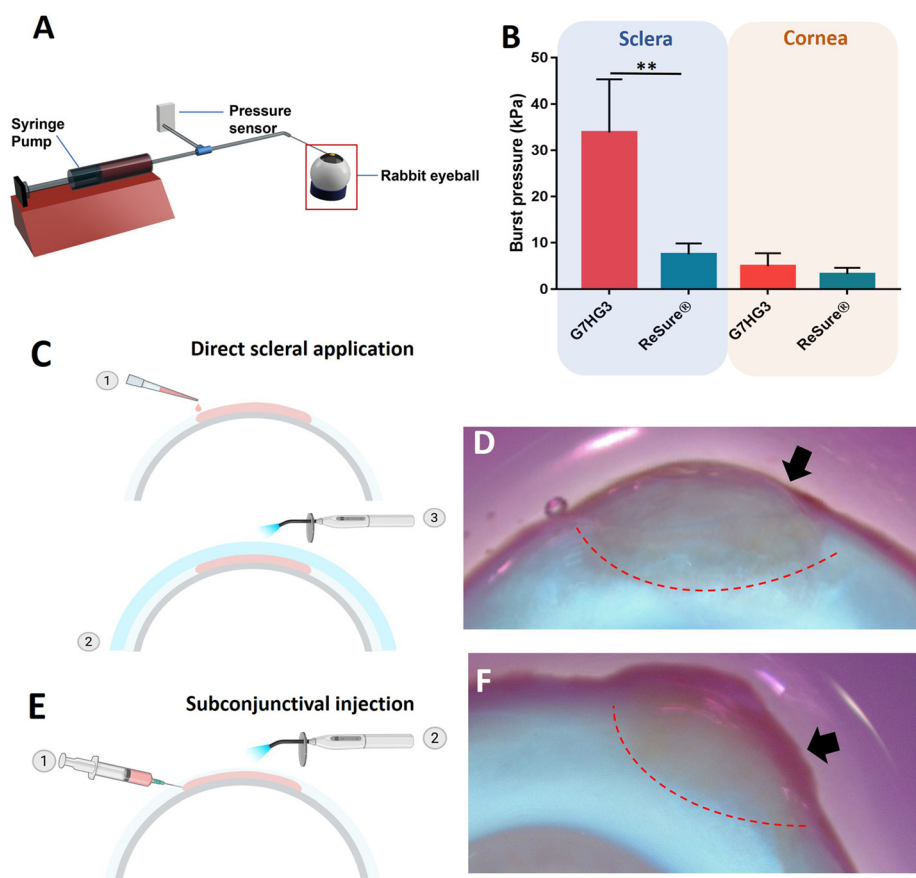 A
Syringe
Pump
Pressure
sensor
Rabbit eyeball
B
Sclera
Cornea
**
50
40
30
20
10
0
Burst pressure (kPa)
G7HG3
ReSure®
G7HG3
ReSure®
C
Direct scleral application
1
3
2
D
E
Subconjunctival injection
1
2
F